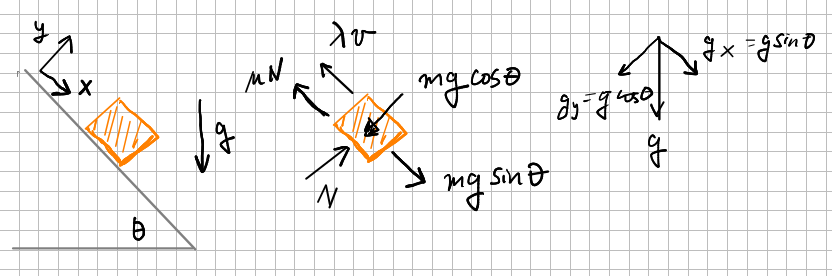 y
x
g
θ
λv
μN
mg cosθ
N
mg sinθ
gx = g sinθ
gy = g cosθ
g